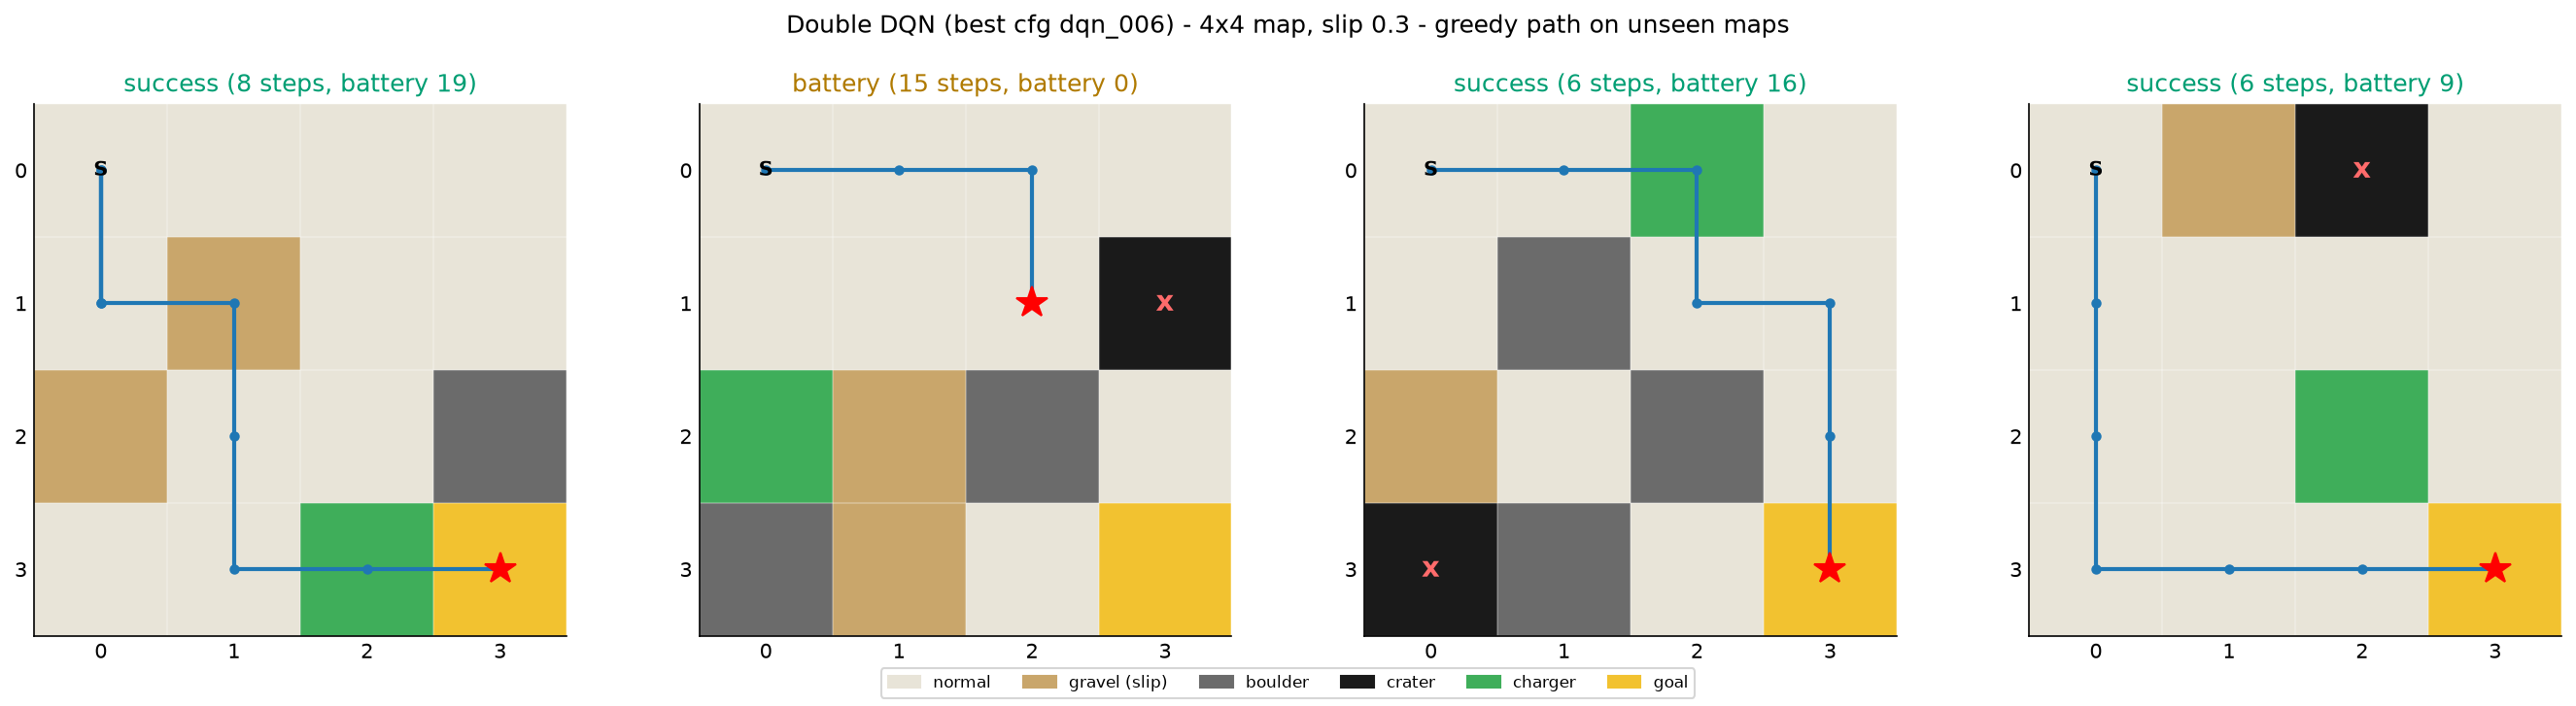 Double DQN (best cfg dqn_006) - 4x4 map, slip 0.3 - greedy path on unseen maps
success (8 steps, battery 19)
S
0
1
2
3
0 1 2 3
battery (15 steps, battery 0)
S
0
1
x
2
3
0 1 2 3
success (6 steps, battery 16)
S
0
1
2
3
x
0 1 2 3
success (6 steps, battery 9)
S
x
0
1
2
3
0 1 2 3
normal gravel (slip) boulder crater charger goal